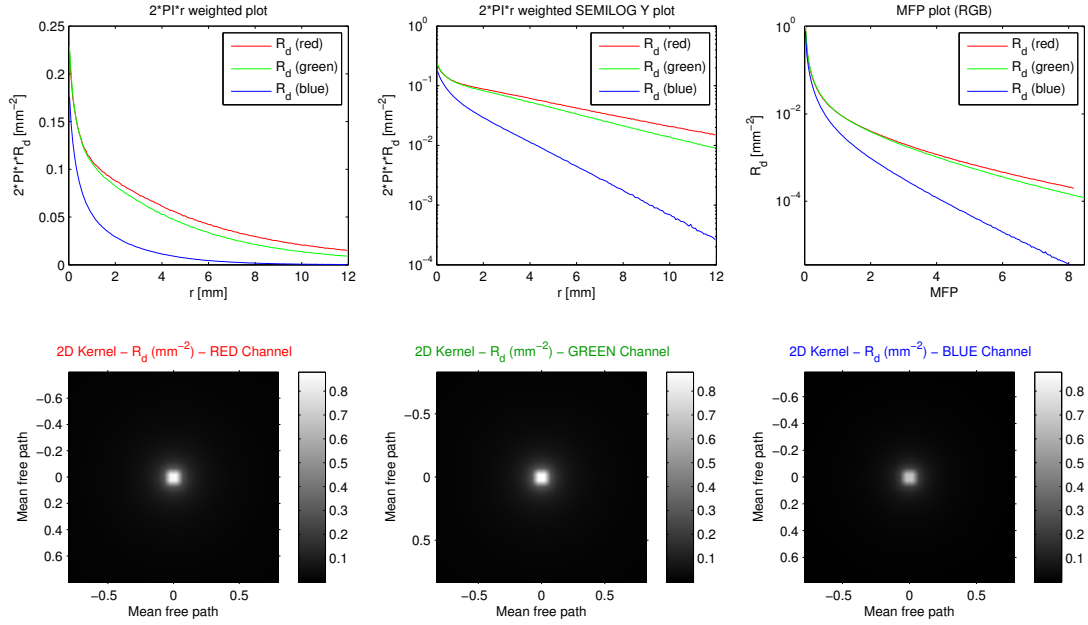 2*PI*r weighted plot
2*PI*r*R_d [mm^−2]
0.25
0.2
0.15
0.1
0.05
0
0 2 4 6 8 10 12
r [mm]
R_d (red)
R_d (green)
R_d (blue)
2*PI*r weighted SEMILOG Y plot
2*PI*r*R_d [mm^−2]
10^0
10^−1
10^−2
10^−3
10^−4
0 2 4 6 8 10 12
r [mm]
R_d (red)
R_d (green)
R_d (blue)
MFP plot (RGB)
R_d [mm^−2]
10^0
10^−2
10^−4
0 2 4 6 8
MFP
R_d (red)
R_d (green)
R_d (blue)
2D Kernel − R_d (mm^−2) − RED Channel
Mean free path
−0.6
−0.4
−0.2
0
0.2
0.4
0.6
−0.5 0 0.5
Mean free path
0.8
0.7
0.6
0.5
0.4
0.3
0.2
0.1
2D Kernel − R_d (mm^−2) − GREEN Channel
Mean free path
−0.5
0
0.5
−0.5 0 0.5
Mean free path
0.8
0.7
0.6
0.5
0.4
0.3
0.2
0.1
2D Kernel − R_d (mm^−2) − BLUE Channel
Mean free path
−0.6
−0.4
−0.2
0
0.2
0.4
0.6
−0.5 0 0.5
Mean free path
0.8
0.7
0.6
0.5
0.4
0.3
0.2
0.1